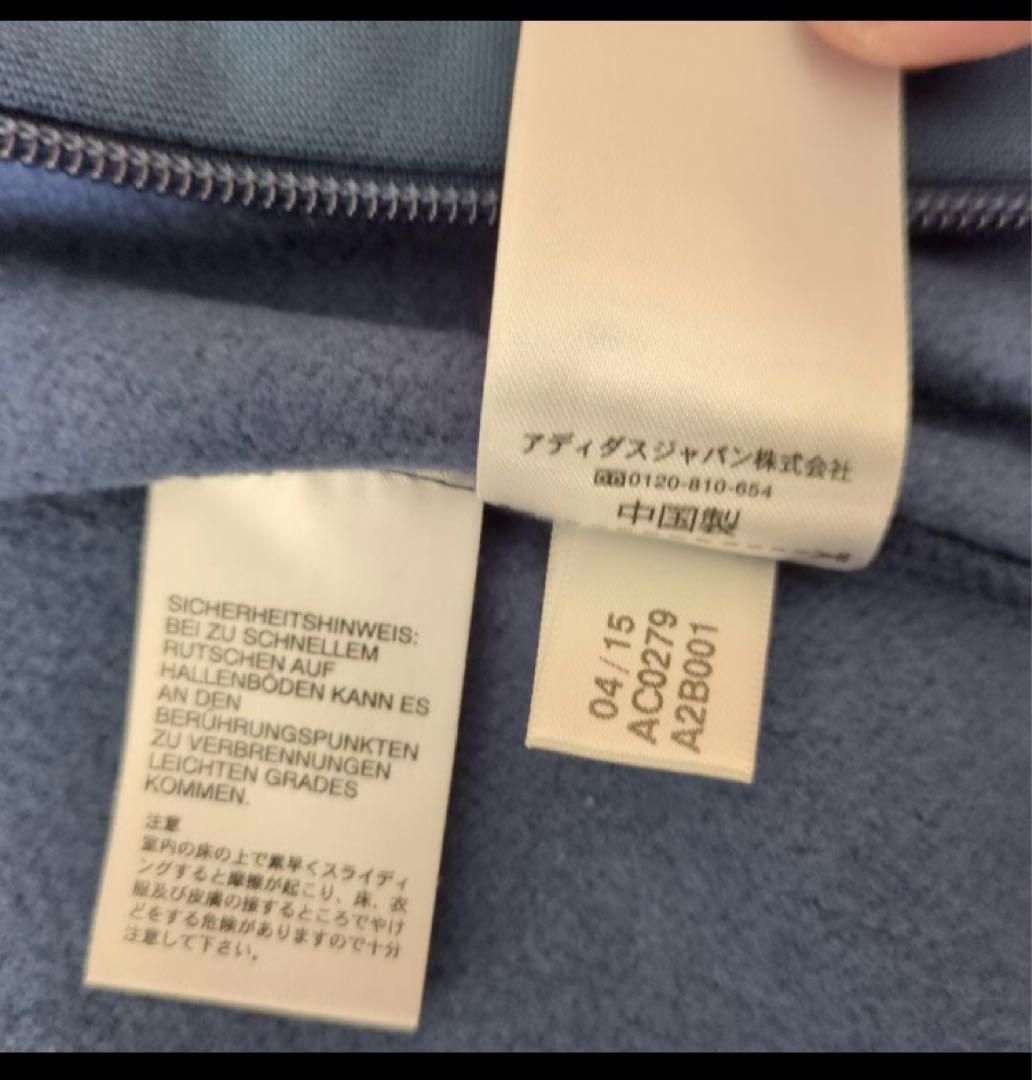 アディダスジャパン株式会社
0120-810-654
中国製
04/15
AC0279
A2B001
SICHERHEITSHINWEIS:
BEI ZU SCHNELLEM
RUTSCHEN AUF
HALLENBÖDEN KANN ES
AN DEN
BERÜHRUNGSPUNKTEN
ZU VERBRENNUNGEN
LEICHTEN GRADES
KOMMEN.
注意
室内の床の上で素早くスライディ
ングすると摩擦が起こり、床、衣
服及び皮膚の接するところでやけ
どをする危険がありますので十分
注意して下さい。